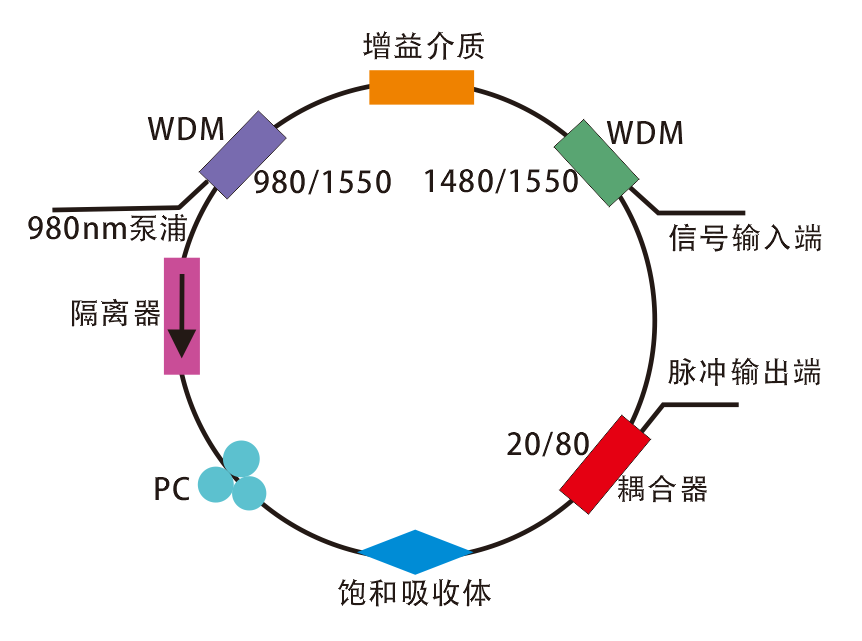 增益介质
WDM
WDM
980/1550
1480/1550
980nm泵浦
信号输入端
隔离器
脉冲输出端
20/80
PC
耦合器
饱和吸收体